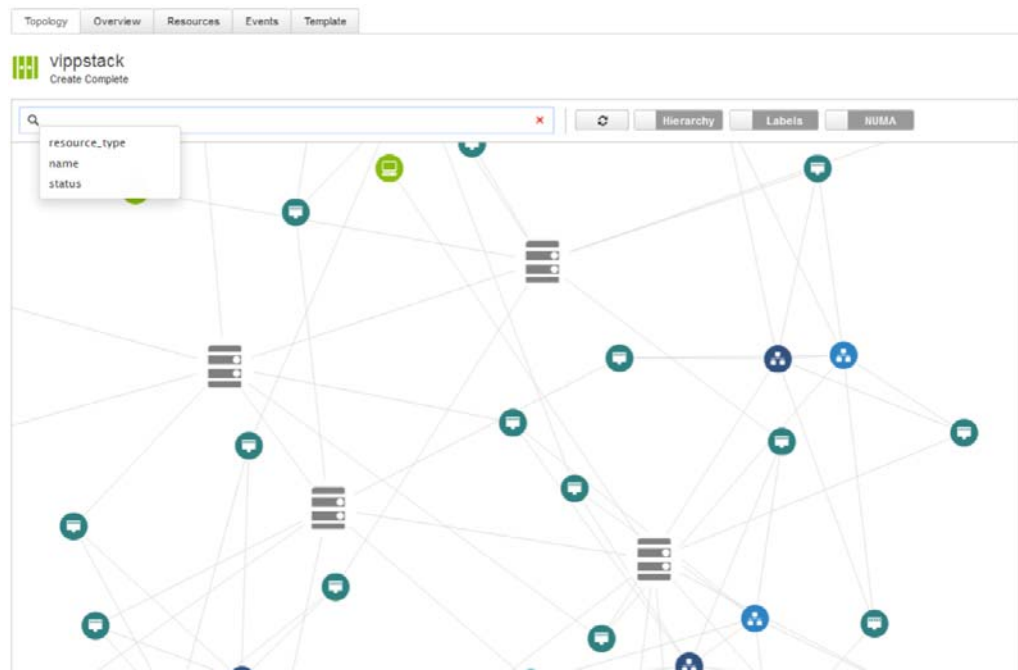 Topology Overview Resources Events Template
vippstack
Create Complete
Hierarchy Labels NUMA
resource_type
name
status